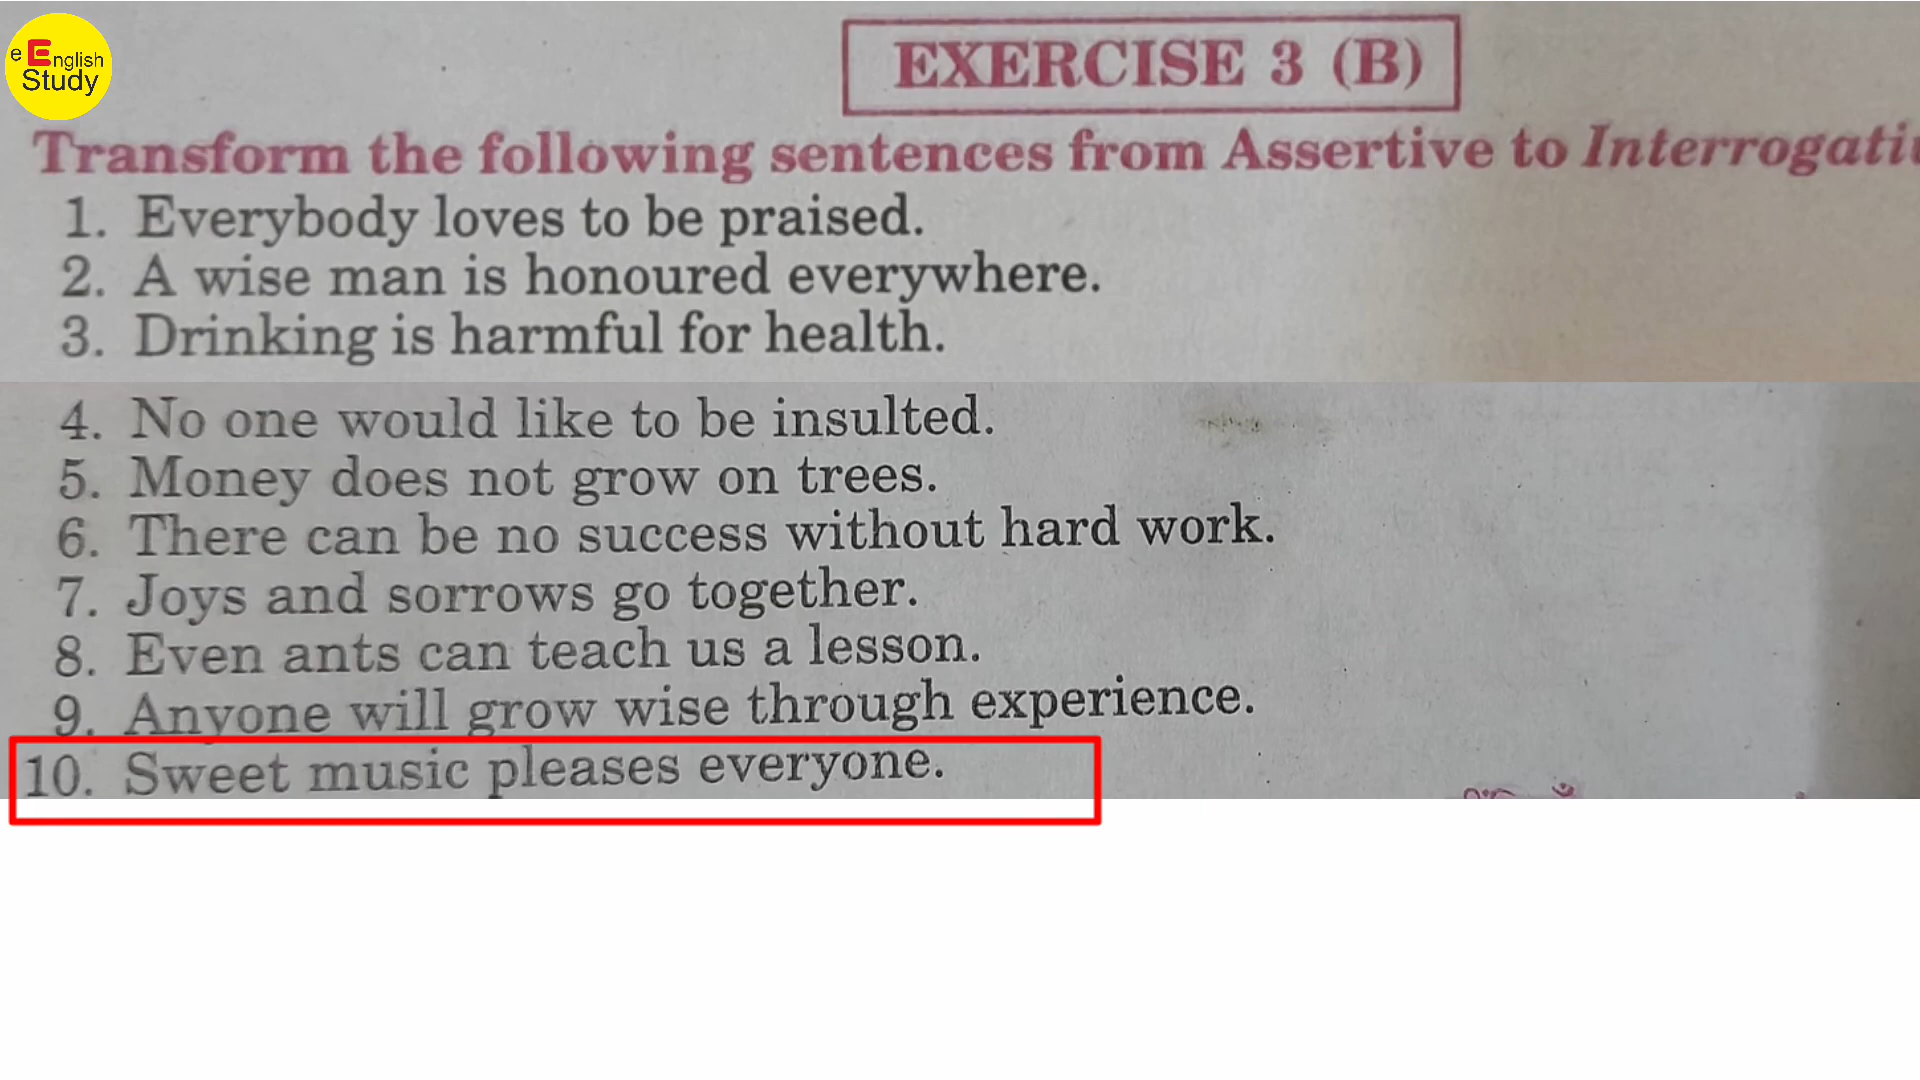 e English
Study
EXERCISE 3 (B)
Transform the following sentences from Assertive to Interrogati
1. Everybody loves to be praised.
2. A wise man is honoured everywhere.
3. Drinking is harmful for health.
4. No one would like to be insulted.
5. Money does not grow on trees.
6. There can be no success without hard work.
7. Joys and sorrows go together.
8. Even ants can teach us a lesson.
9. Anyone will grow wise through experience.
10. Sweet music pleases everyone.